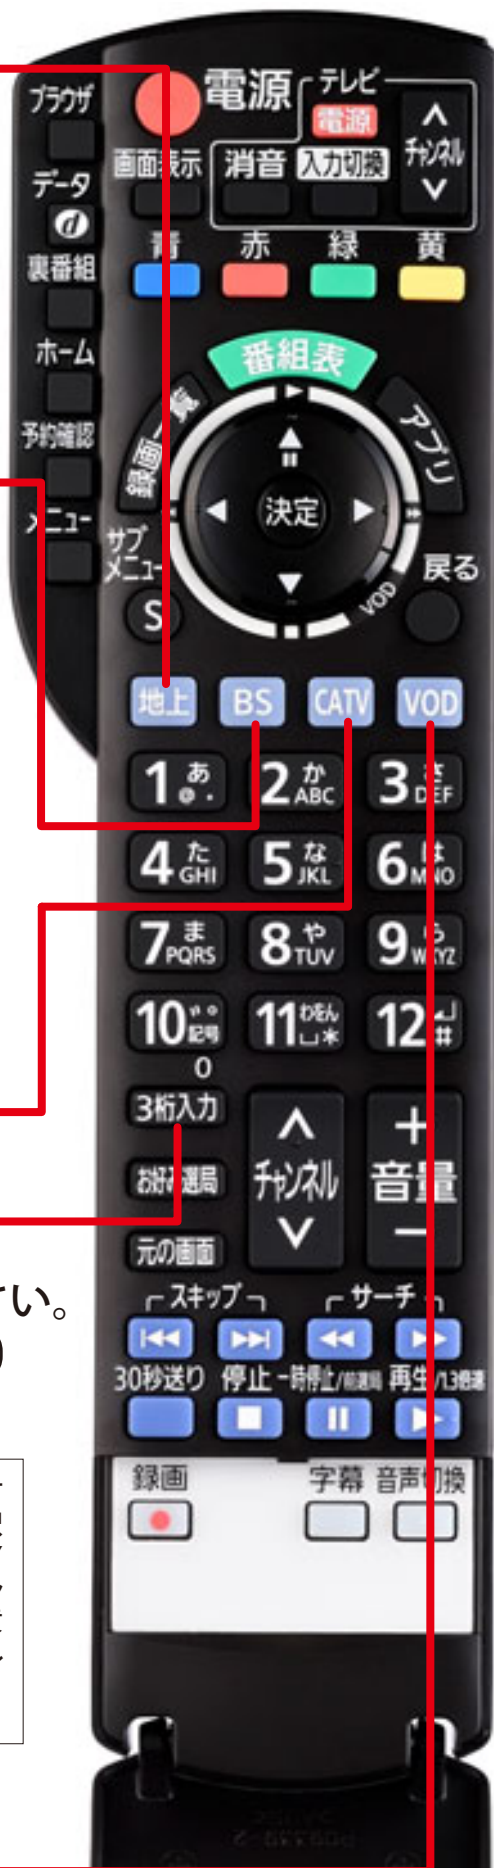 電源
テレビ
電源
ブラウザ
チャンネル
画面表示
消音
入力切換
データ
d
青
赤
緑
黄
裏番組
番組表
ホーム
録画一覧
アプリ
予約確認
決定
メニュー
サブ
メニュー
S
戻る
VOD
地上
BS
CATV
VOD
1 あ @ .
2 か ABC
3 さ DEF
4 た GHI
5 な JKL
6 は MNO
7 ま PQRS
8 や TUV
9 ら WXYZ
10 ゛゜ 記号
11 わをん ␣*
12 ↲ #
0
3桁入力
チャンネル
+
音量
−
お好み選局
元の画面
さい。
)
スキップ
サーチ
30秒送り
停止
一時停止/前選局
再生/1.3倍速
録画
字幕
音声切換